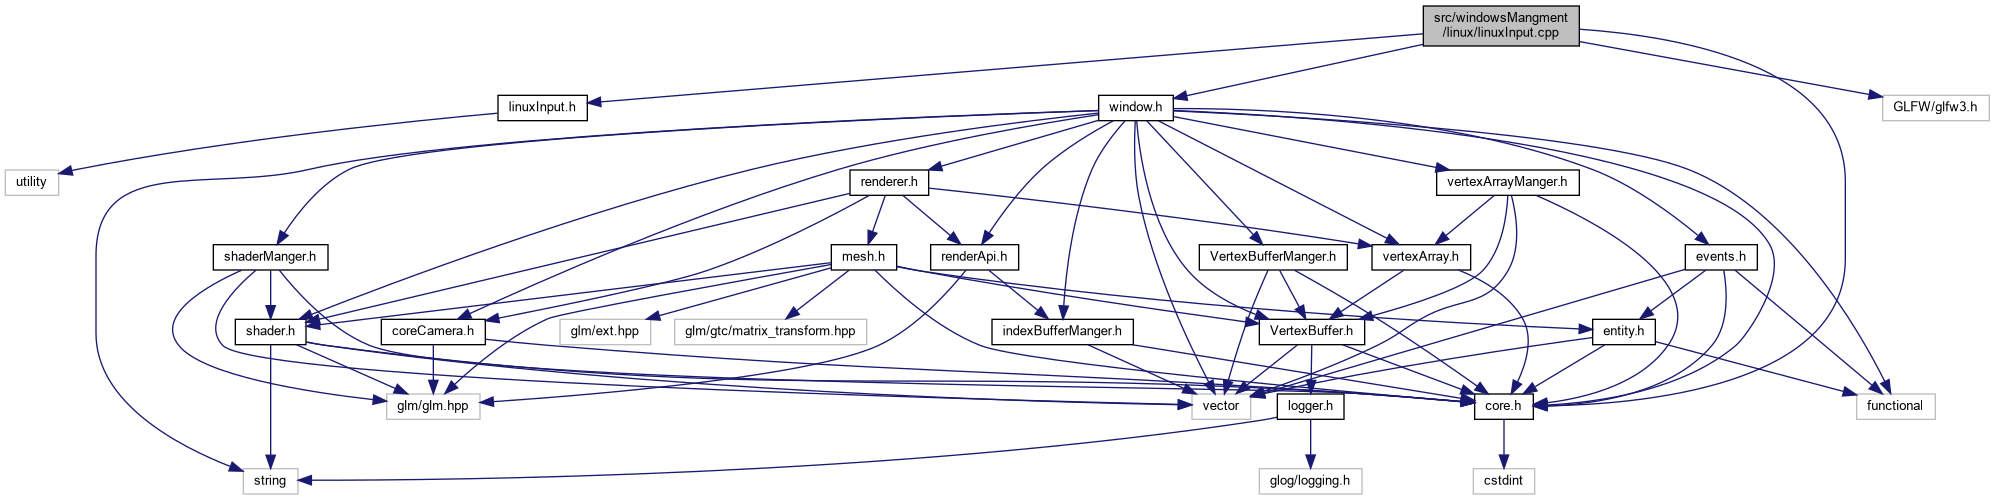 src/windowsMangment
/linux/linuxInput.cpp
linuxInput.h
window.h
GLFW/glfw3.h
utility
renderer.h
vertexArrayManger.h
shaderManger.h
mesh.h
renderApi.h
VertexBufferManger.h
vertexArray.h
events.h
shader.h
coreCamera.h
glm/ext.hpp
glm/gtc/matrix_transform.hpp
indexBufferManger.h
VertexBuffer.h
entity.h
glm/glm.hpp
vector
logger.h
core.h
functional
string
glog/logging.h
cstdint